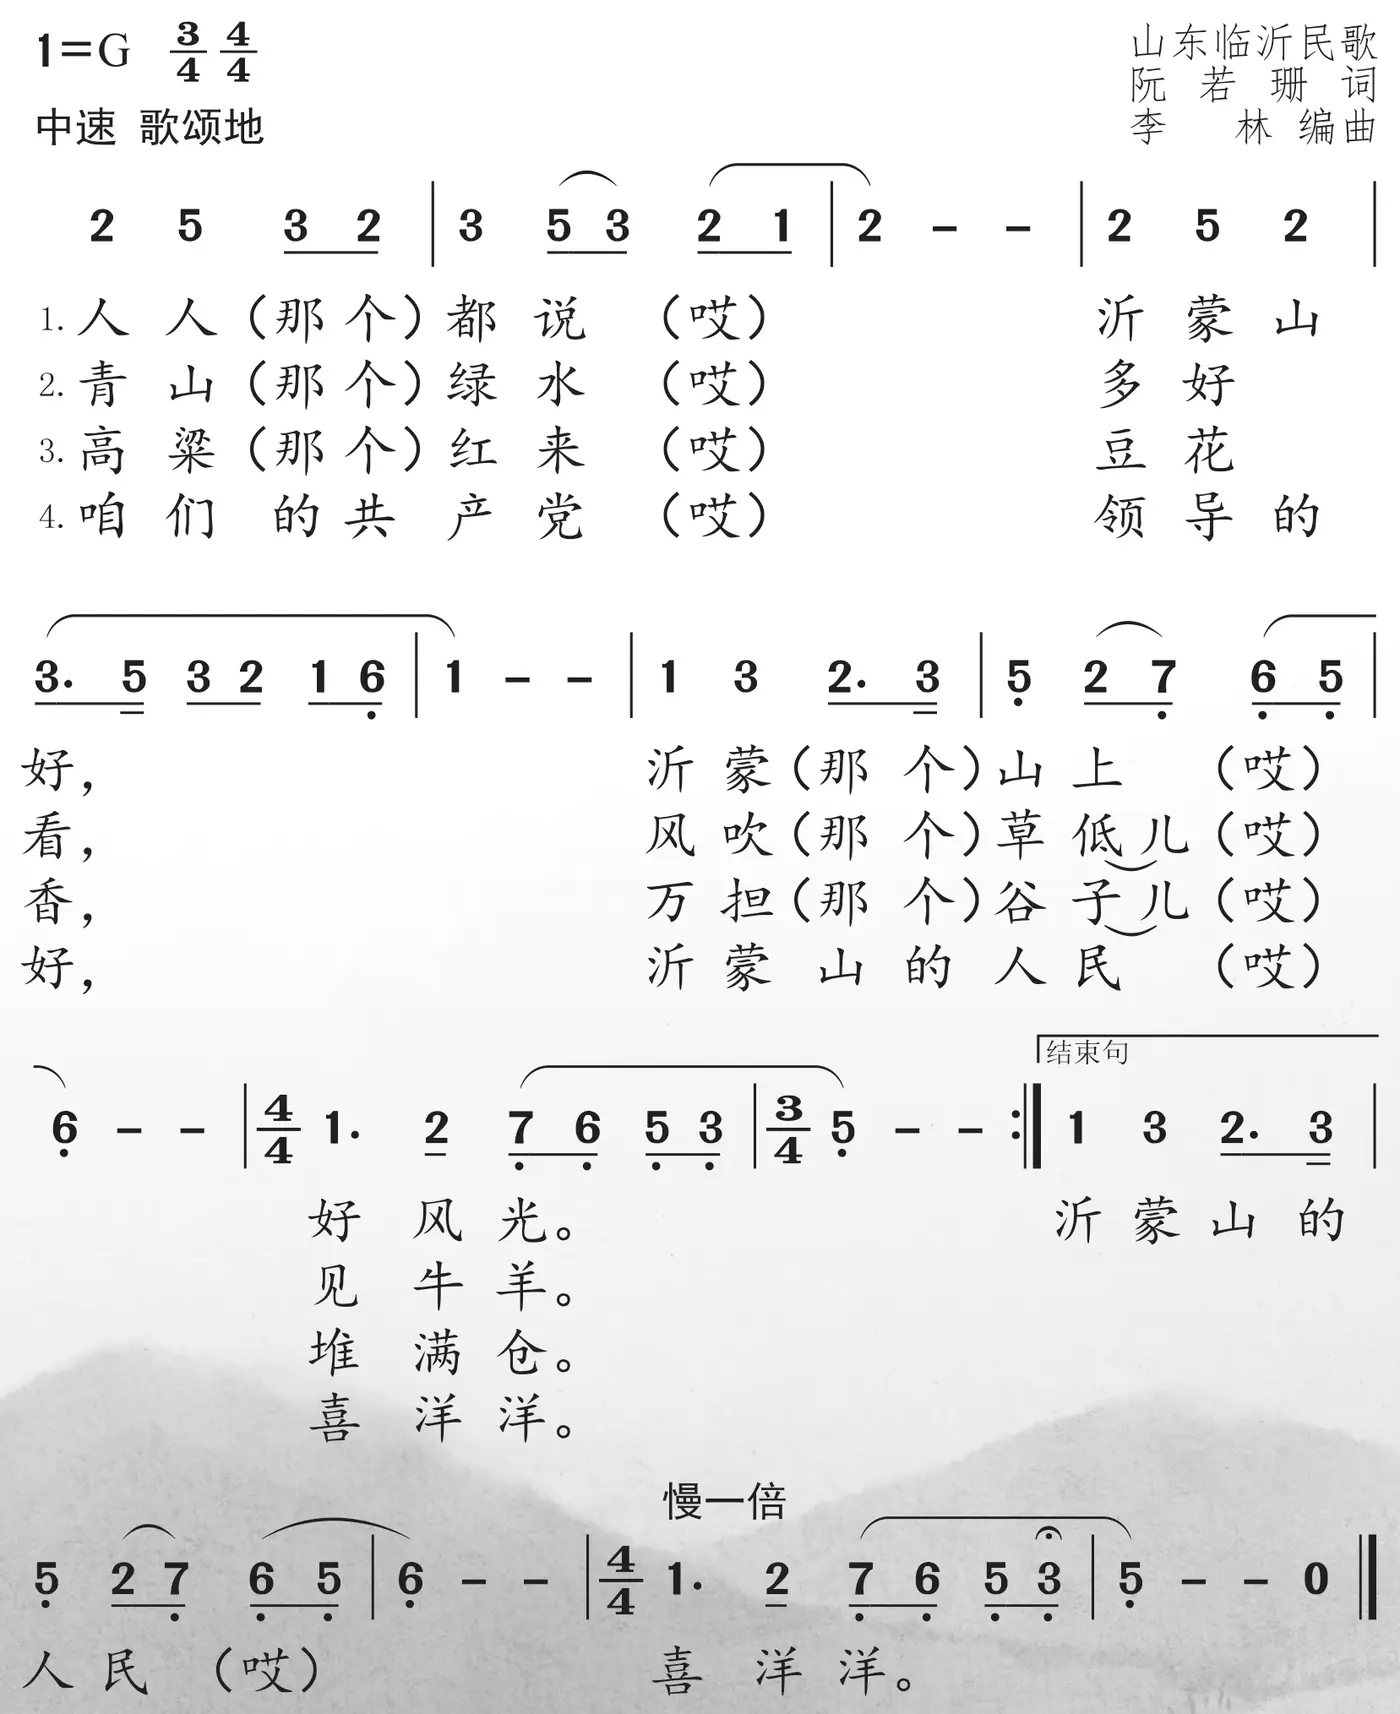 1=G 3/4 4/4 山东临沂民歌
阮若珊词
中速 歌颂地 李林编曲
2 5 3 2 | 3 5 3 2 1 | 2 - - | 2 5 2 |
1. 人人(那个)都说(哎) 沂蒙山
2. 青山(那个)绿水(哎) 多好
3. 高粱(那个)红来(哎) 豆花
4. 咱们的共产党(哎) 领导的
3. 5 3 2 1 6 | 1 - - | 1 3 2. 3 | 5 2 7 6 5 |
好, 沂蒙(那个)山上(哎)
看, 风吹(那个)草低儿(哎)
香, 万担(那个)谷子儿(哎)
好, 沂蒙山的人民(哎)
结束句
6 - - | 4/4 1. 2 7 6 5 3 | 3/4 5 - - :| 1 3 2. 3 |
好风光。 沂蒙山的
见牛羊。
堆满仓。
喜洋洋。
慢一倍
5 2 7 6 5 | 6 - - | 4/4 1. 2 7 6 5 3 | 5 - - 0 ‖
人民(哎) 喜洋洋。